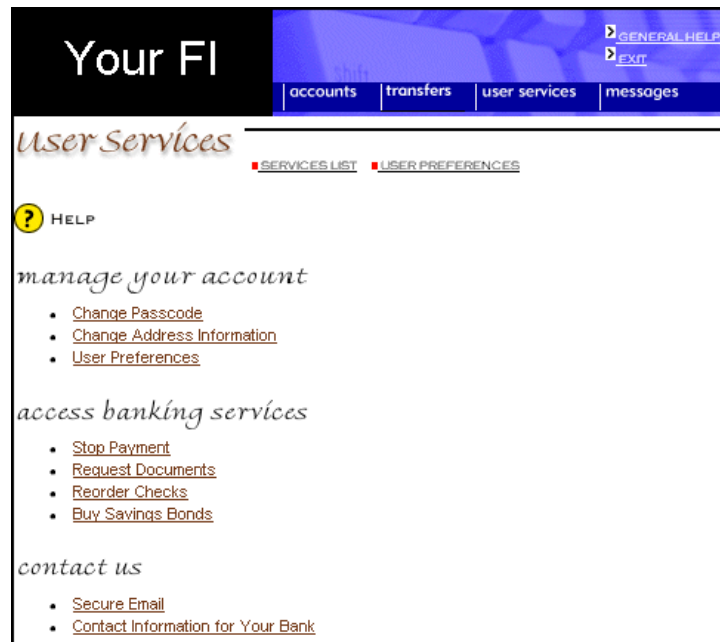 Your FI
GENERAL HELP
EXIT
shift
accounts transfers user services messages
User Services
SERVICES LIST USER PREFERENCES
? HELP
manage your account
Change Passcode
Change Address Information
User Preferences
access banking services
Stop Payment
Request Documents
Reorder Checks
Buy Savings Bonds
contact us
Secure Email
Contact Information for Your Bank